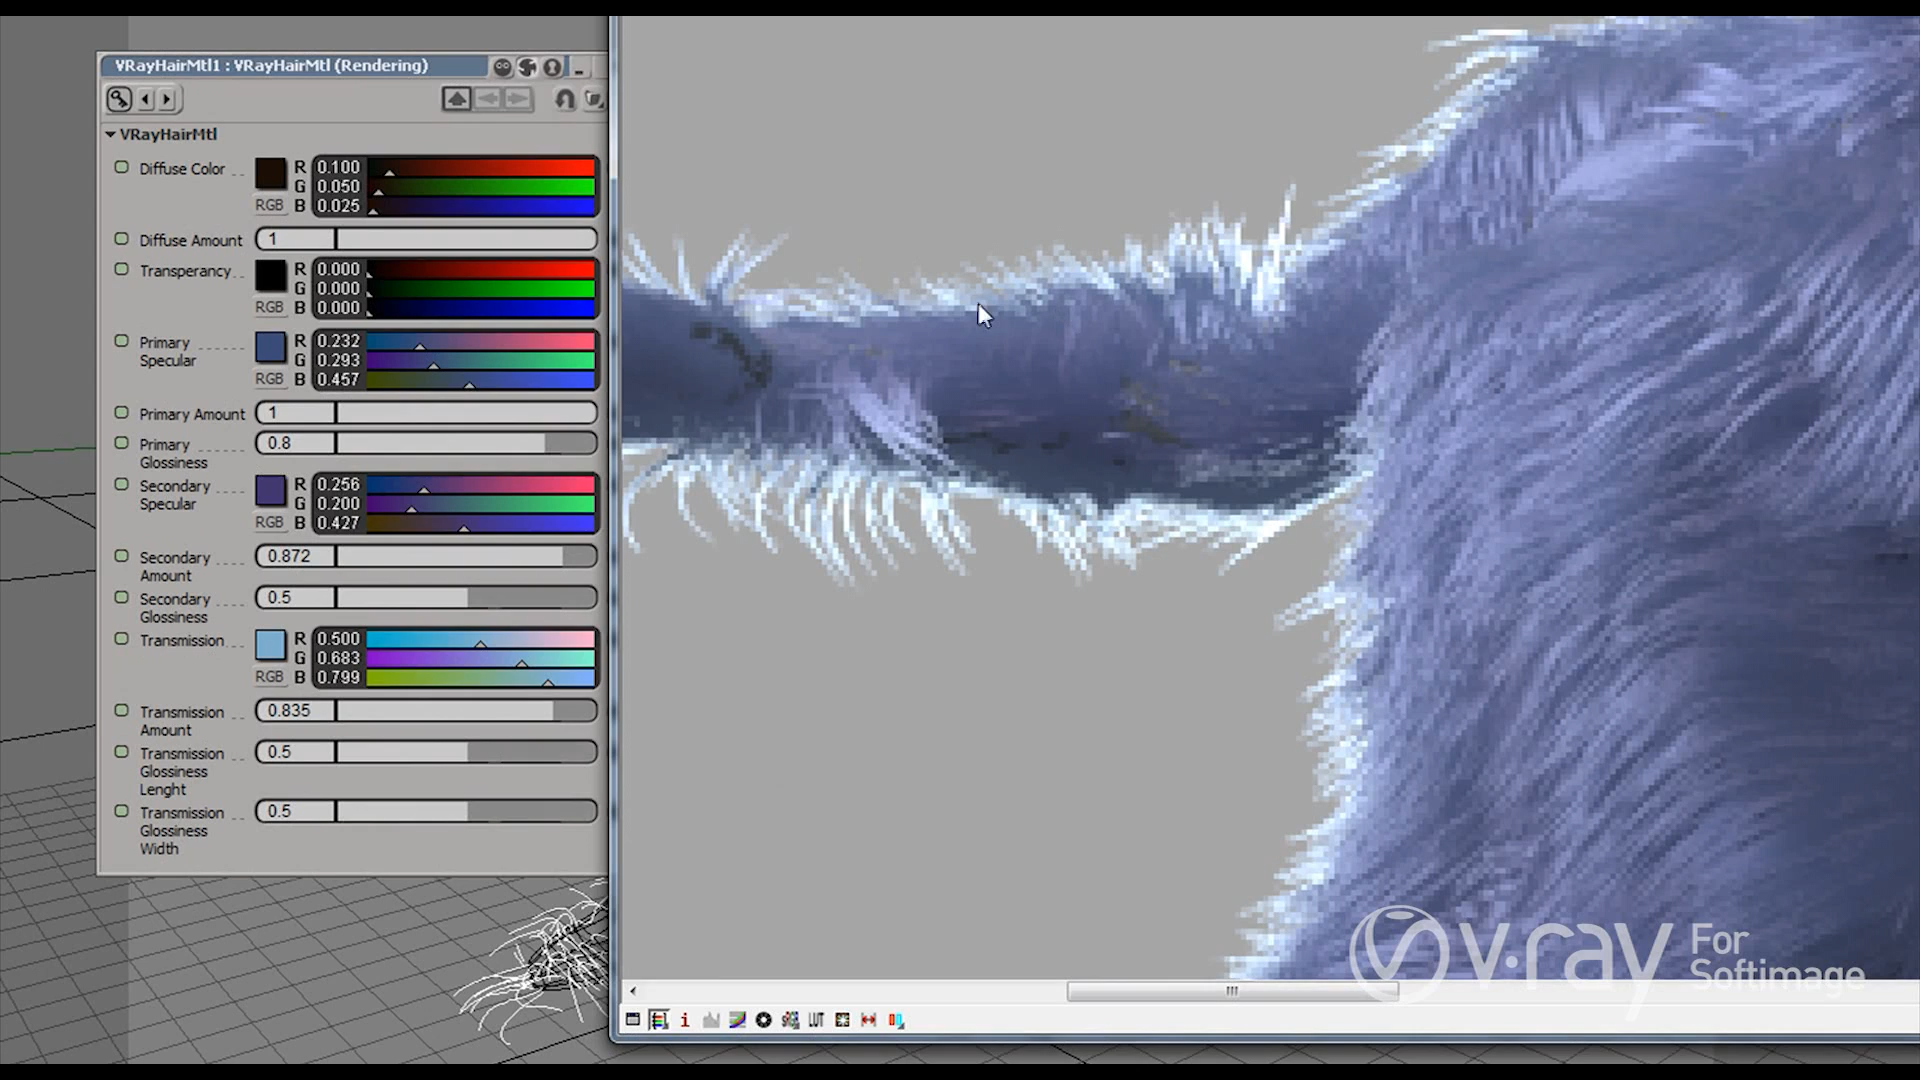 VRayHairMtl1 : VRayHairMtl (Rendering)
VRayHairMtl
Diffuse Color
R 0.100
G 0.050
RGB B 0.025
Diffuse Amount 1
Transperancy
R 0.000
G 0.000
RGB B 0.000
Primary Specular
R 0.232
G 0.293
RGB B 0.457
Primary Amount 1
Primary Glossiness 0.8
Secondary Specular
R 0.256
G 0.200
RGB B 0.427
Secondary Amount 0.872
Secondary Glossiness 0.5
Transmission
R 0.500
G 0.683
RGB B 0.799
Transmission Amount 0.835
Transmission Glossiness Lenght 0.5
Transmission Glossiness Width 0.5
i
LUT
v·ray For Softimage